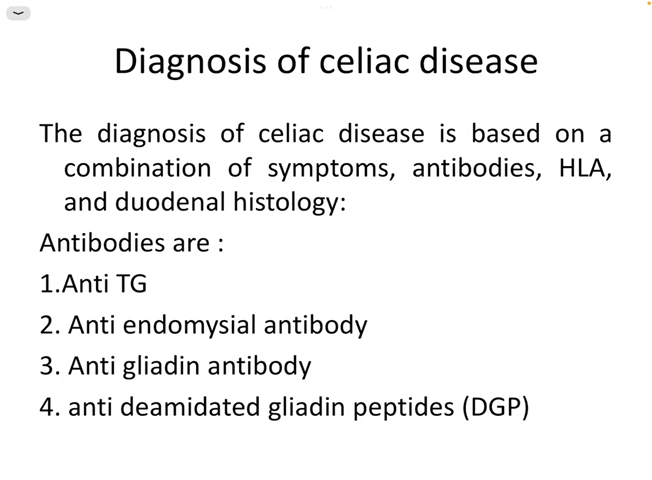 Diagnosis of celiac disease
The diagnosis of celiac disease is based on a
combination of symptoms, antibodies, HLA,
and duodenal histology:
Antibodies are :
1.Anti TG
2. Anti endomysial antibody
3. Anti gliadin antibody
4. anti deamidated gliadin peptides (DGP)